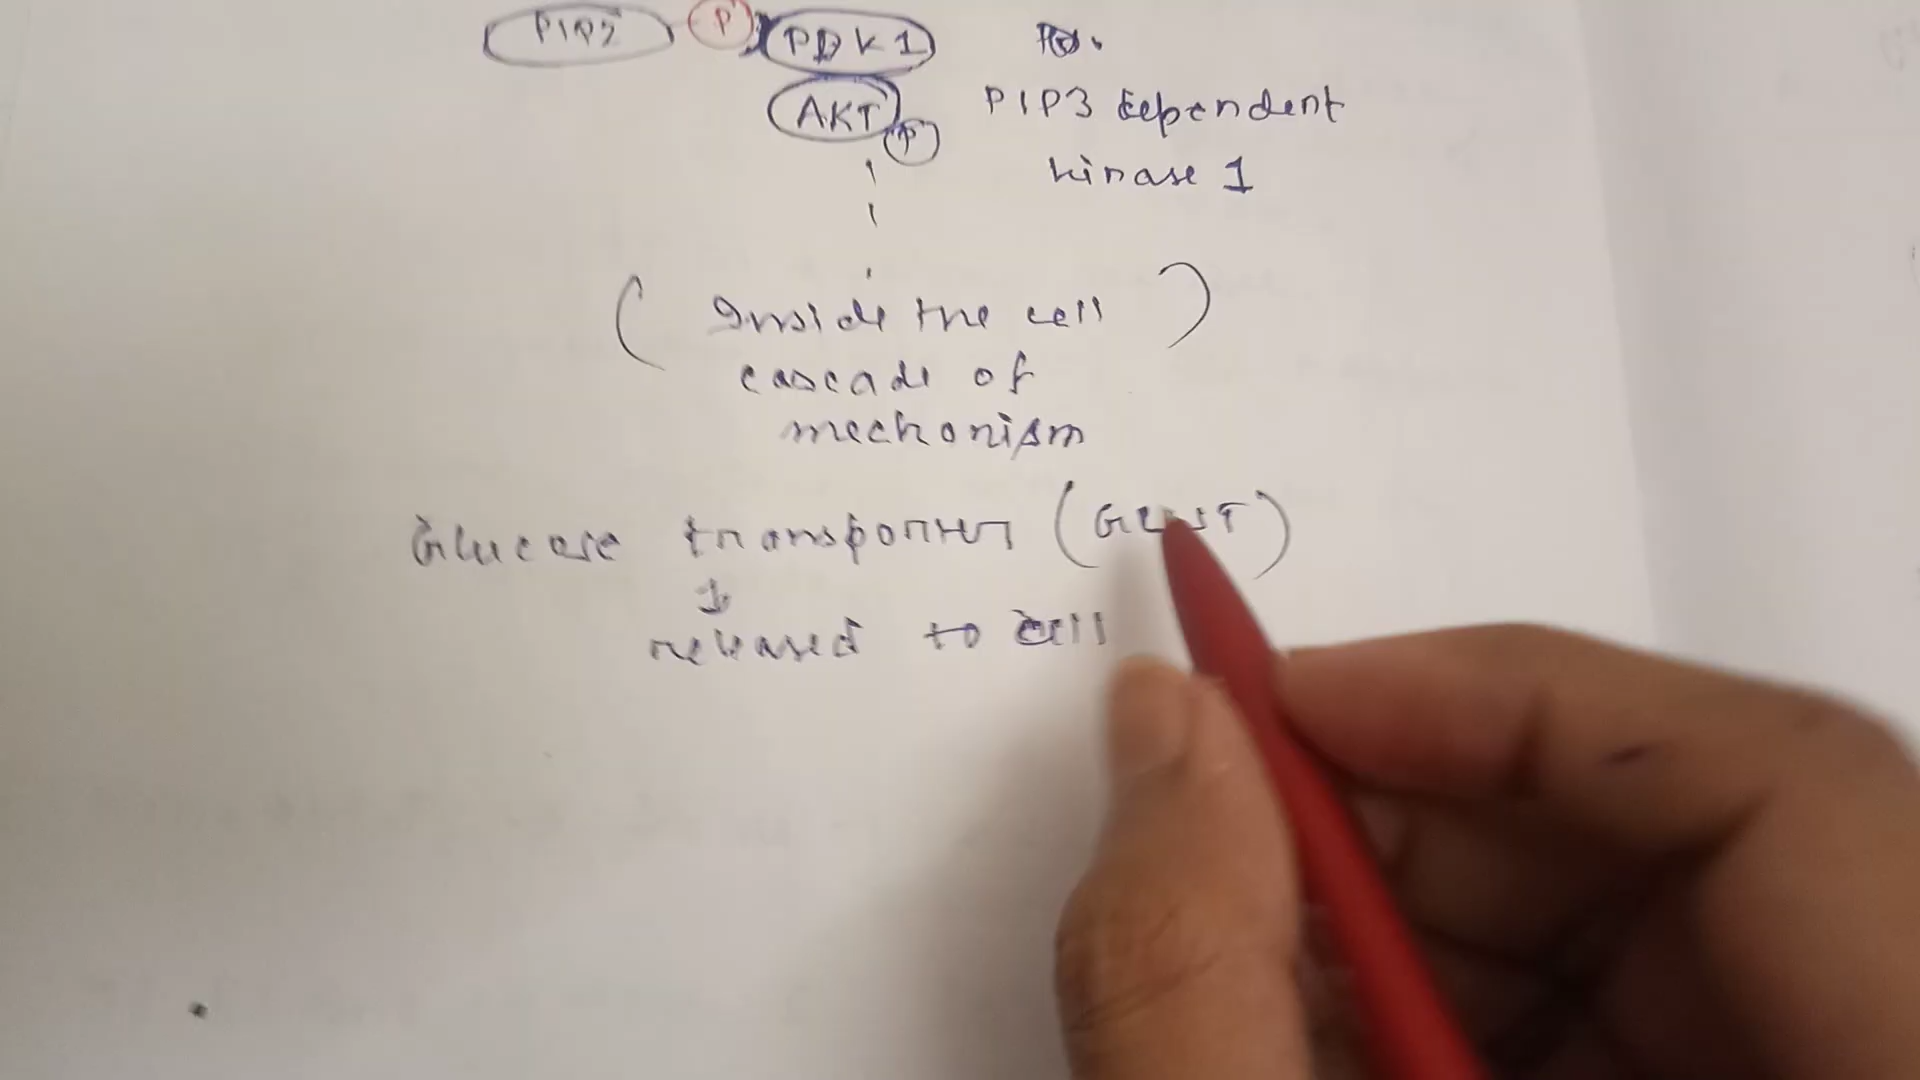 PIP2 P PDK1
AKT P PIP3 dependent
kinase 1
( Inside the cell )
cascade of
mechanism
Glucose transporter (GLUT)
released to cell